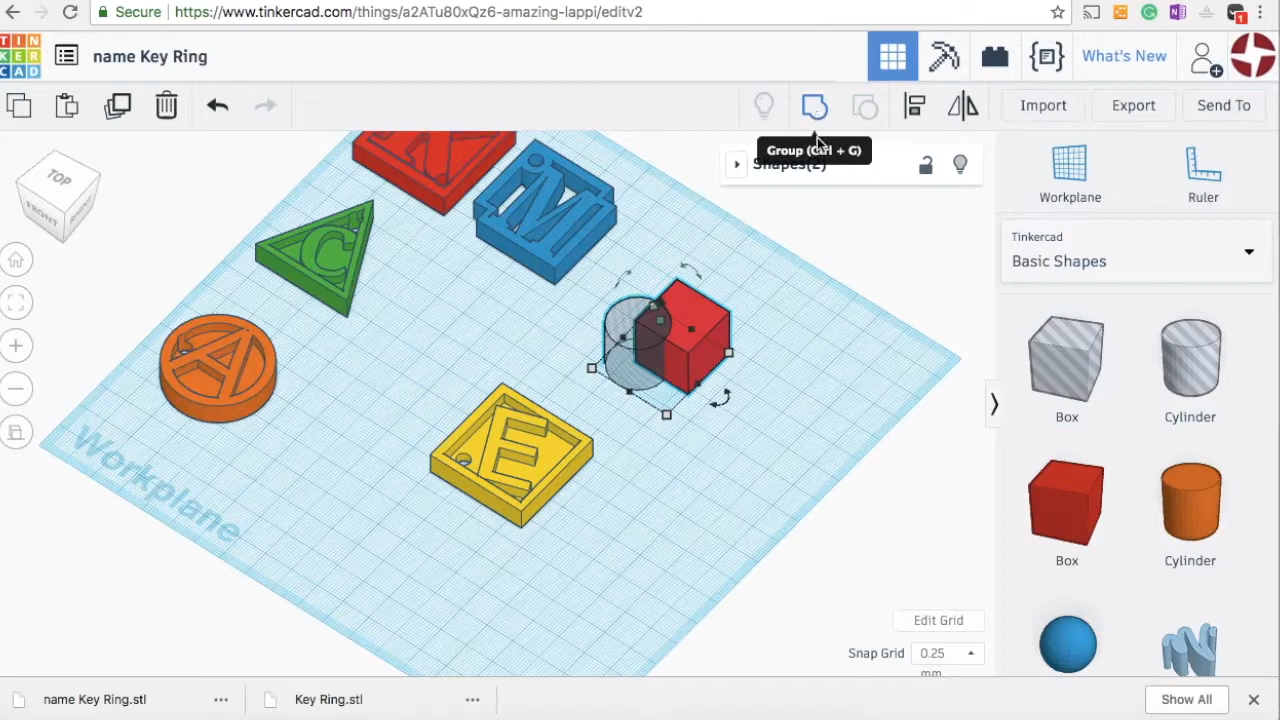 Secure https://www.tinkercad.com/things/a2ATu80xQz6-amazing-lappi/editv2
1
TIN
KER
CAD
name Key Ring
What's New
Import
Export
Send To
Group (Ctrl + G)
Shapes(2)
TOP
FRONT
X
M
C
A
E
Workplane
Workplane
Ruler
Tinkercad
Basic Shapes
Box
Cylinder
Box
Cylinder
Edit Grid
Snap Grid
0.25
mm
name Key Ring.stl
Key Ring.stl
Show All